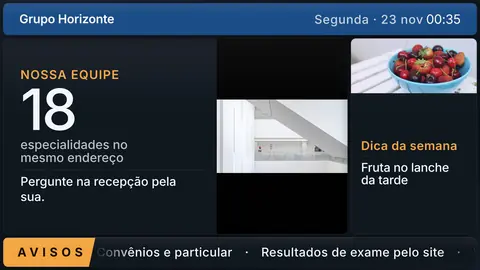 Grupo Horizonte
Segunda · 23 nov 00:35
NOSSA EQUIPE
18
especialidades no
mesmo endereço
Pergunte na recepção pela
sua.
Dica da semana
Fruta no lanche
da tarde
AVISOS
Convênios e particular · Resultados de exame pelo site ·